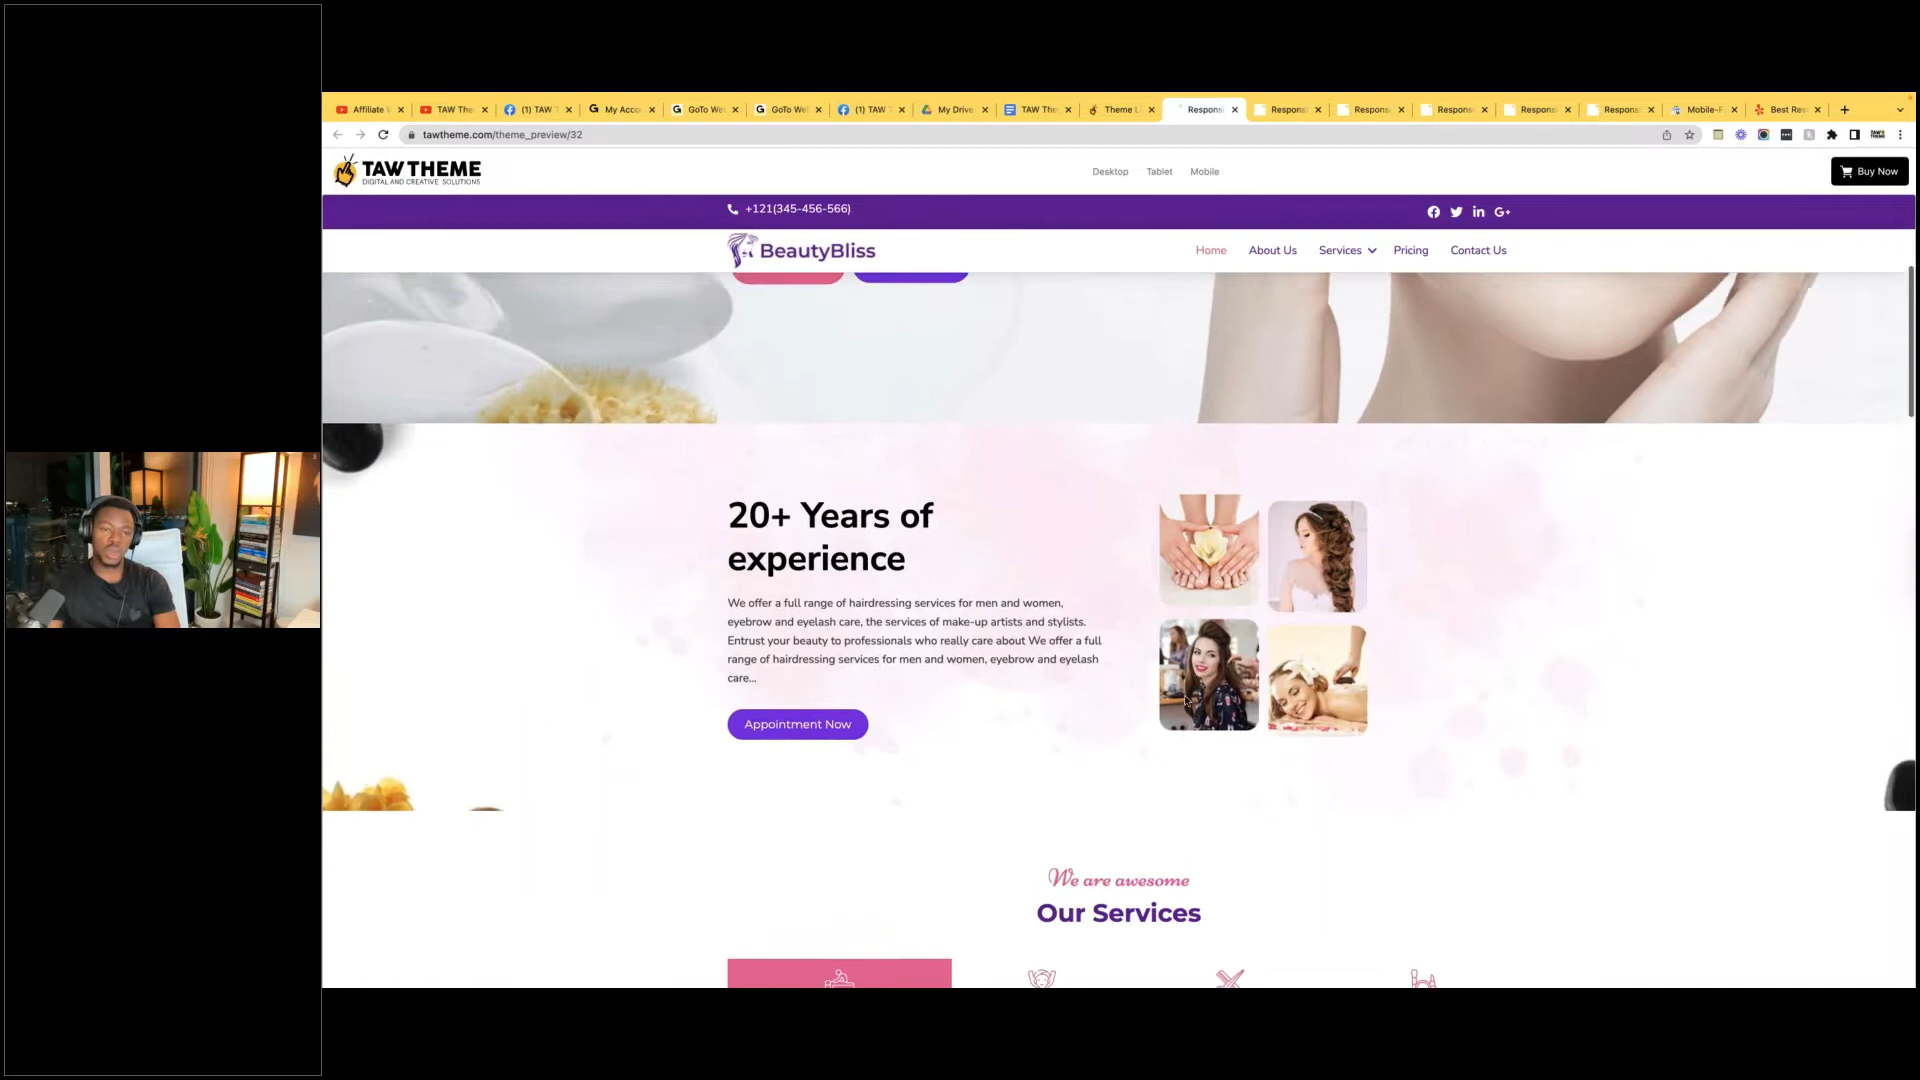 Affiliate
TAW The
(1) TAW
My Acco
GoTo We
GoTo We
(1) TAW
My Drive
TAW The
Theme L
Respons
Respons
Respons
Respons
Respons
Respons
Mobile-F
Best Res
tawtheme.com/theme_preview/32
TAW THEME
DIGITAL AND CREATIVE SOLUTIONS
Desktop
Tablet
Mobile
Buy Now
+121(345-456-566)
BeautyBliss
Home
About Us
Services
Pricing
Contact Us
20+ Years of
experience
We offer a full range of hairdressing services for men and women,
eyebrow and eyelash care, the services of make-up artists and stylists.
Entrust your beauty to professionals who really care about We offer a full
range of hairdressing services for men and women, eyebrow and eyelash
care...
Appointment Now
We are awesome
Our Services